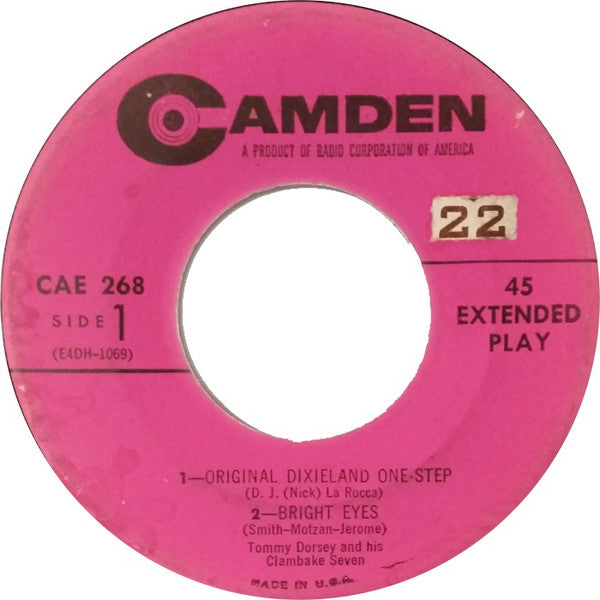 CAMDEN
A PRODUCT OF RADIO CORPORATION OF AMERICA
22
CAE 268
SIDE 1
(E4DH-1069)
45
EXTENDED
PLAY
1—ORIGINAL DIXIELAND ONE-STEP
(D. J. (Nick) La Rocca)
2—BRIGHT EYES
(Smith-Motzan-Jerome)
Tommy Dorsey and his
Clambake Seven
MADE IN U.S.A.